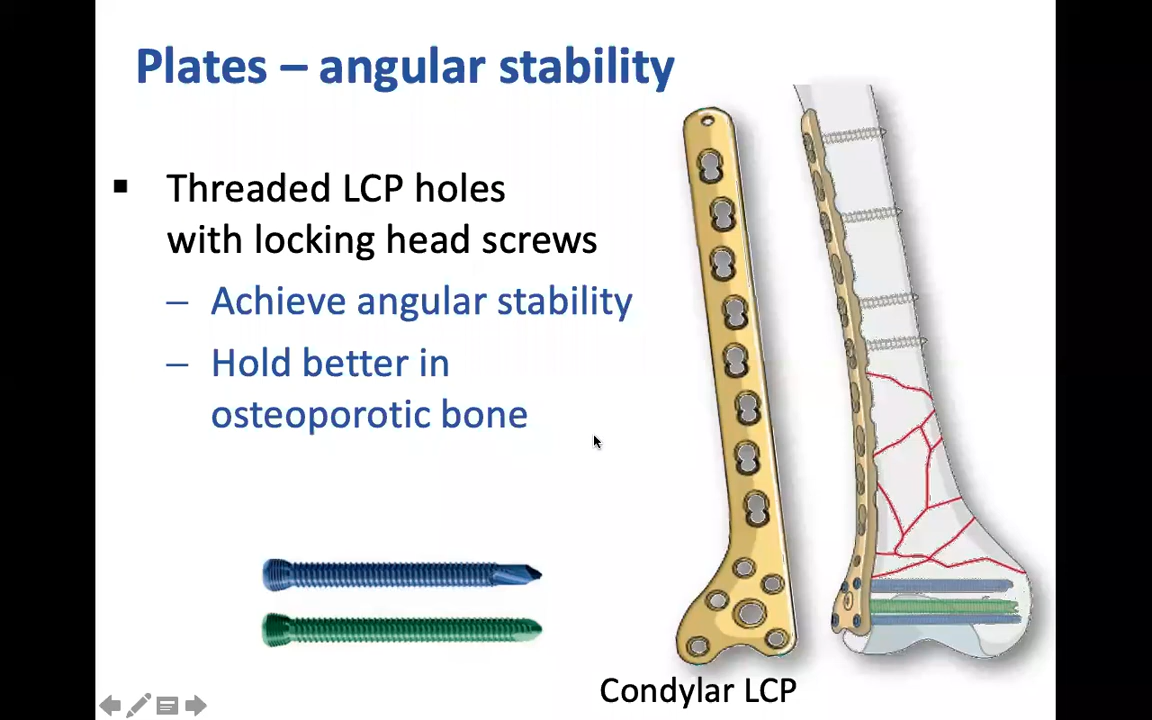 Plates – angular stability
▪ Threaded LCP holes
with locking head screws
– Achieve angular stability
– Hold better in
osteoporotic bone
Condylar LCP